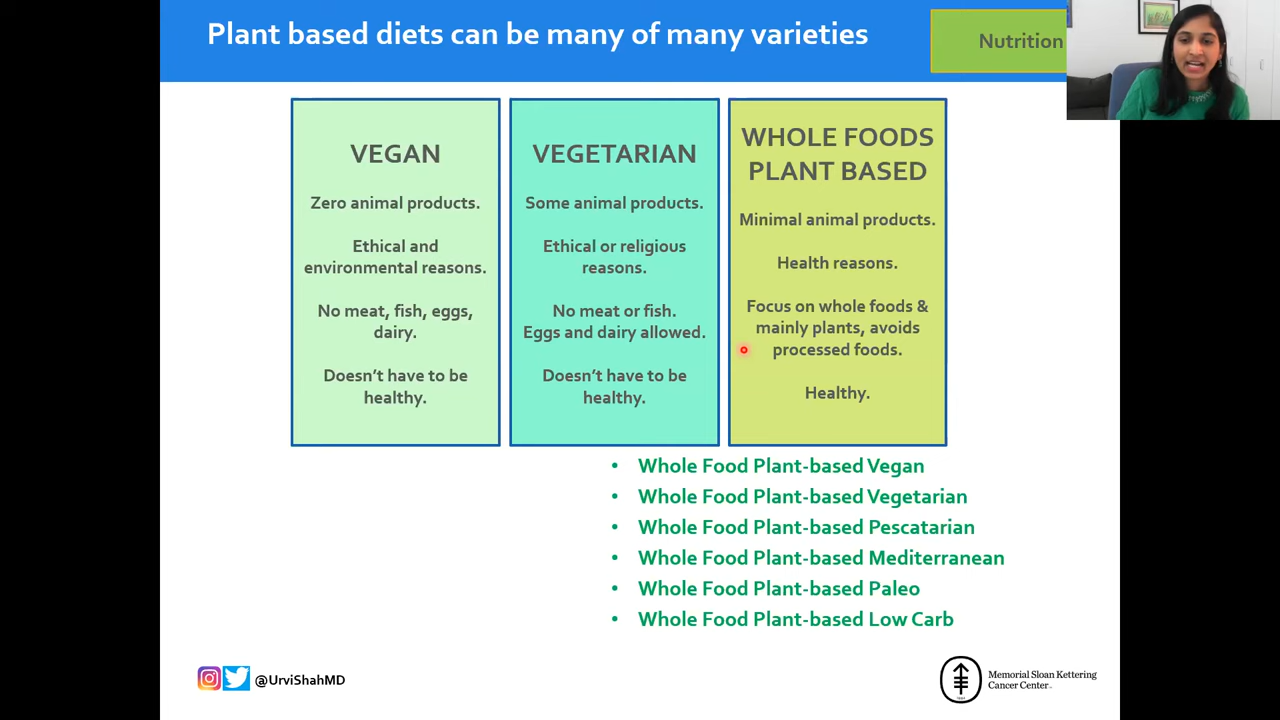 Plant based diets can be many of many varieties
Nutrition
VEGAN
Zero animal products.
Ethical and
environmental reasons.
No meat, fish, eggs,
dairy.
Doesn't have to be
healthy.
VEGETARIAN
Some animal products.
Ethical or religious
reasons.
No meat or fish.
Eggs and dairy allowed.
Doesn't have to be
healthy.
WHOLE FOODS
PLANT BASED
Minimal animal products.
Health reasons.
Focus on whole foods &
mainly plants, avoids
processed foods.
Healthy.
• Whole Food Plant-based Vegan
• Whole Food Plant-based Vegetarian
• Whole Food Plant-based Pescatarian
• Whole Food Plant-based Mediterranean
• Whole Food Plant-based Paleo
• Whole Food Plant-based Low Carb
@UrviShahMD
Memorial Sloan Kettering
Cancer Center